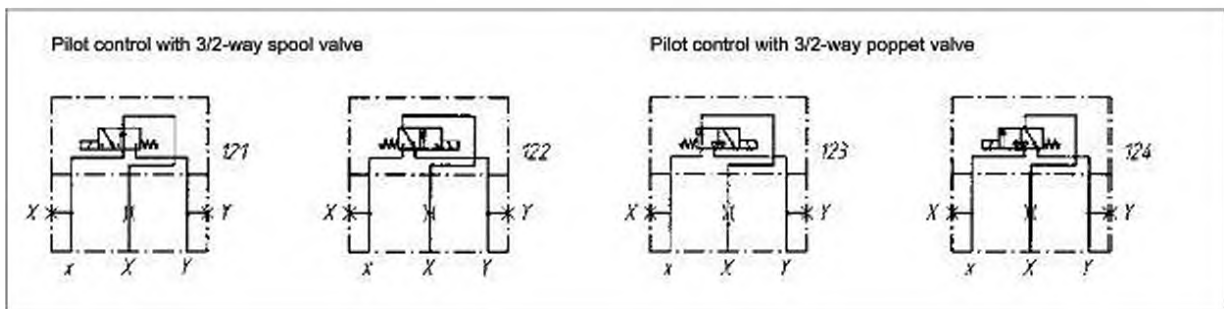 Pilot control with 3/2-way spool valve
Pilot control with 3/2-way poppet valve
121
122
123
124
X Y
X Y
X Y
X Y
x X Y
x X Y
x X Y
x X Y